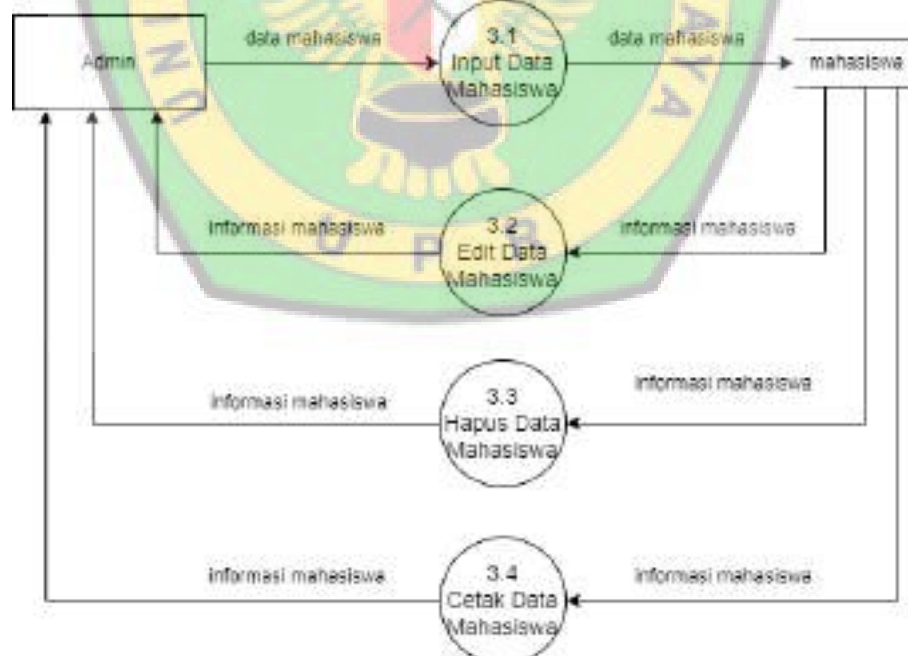 Admin
data mahasiswa
3.1
Input Data
Mahasiswa
data mahasiswa
mahasiswa
informasi mahasiswa
3.2
Edit Data
Mahasiswa
informasi mahasiswa
informasi mahasiswa
3.3
Hapus Data
Mahasiswa
informasi mahasiswa
informasi mahasiswa
3.4
Cetak Data
Mahasiswa
informasi mahasiswa
UNI
AYA
U P B